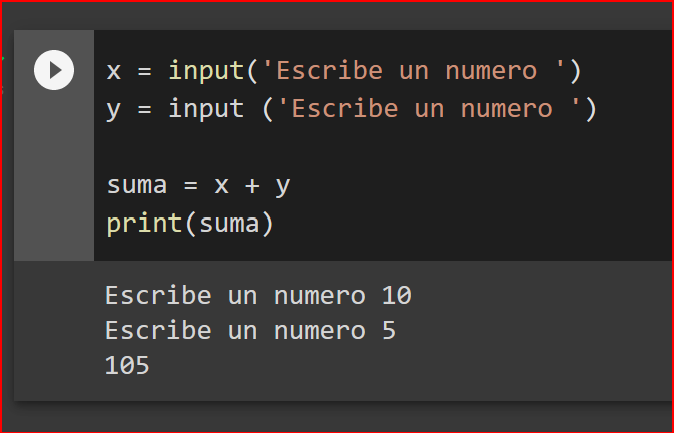 x = input('Escribe un numero ')
y = input ('Escribe un numero ')
suma = x + y
print(suma)
Escribe un numero 10
Escribe un numero 5
105